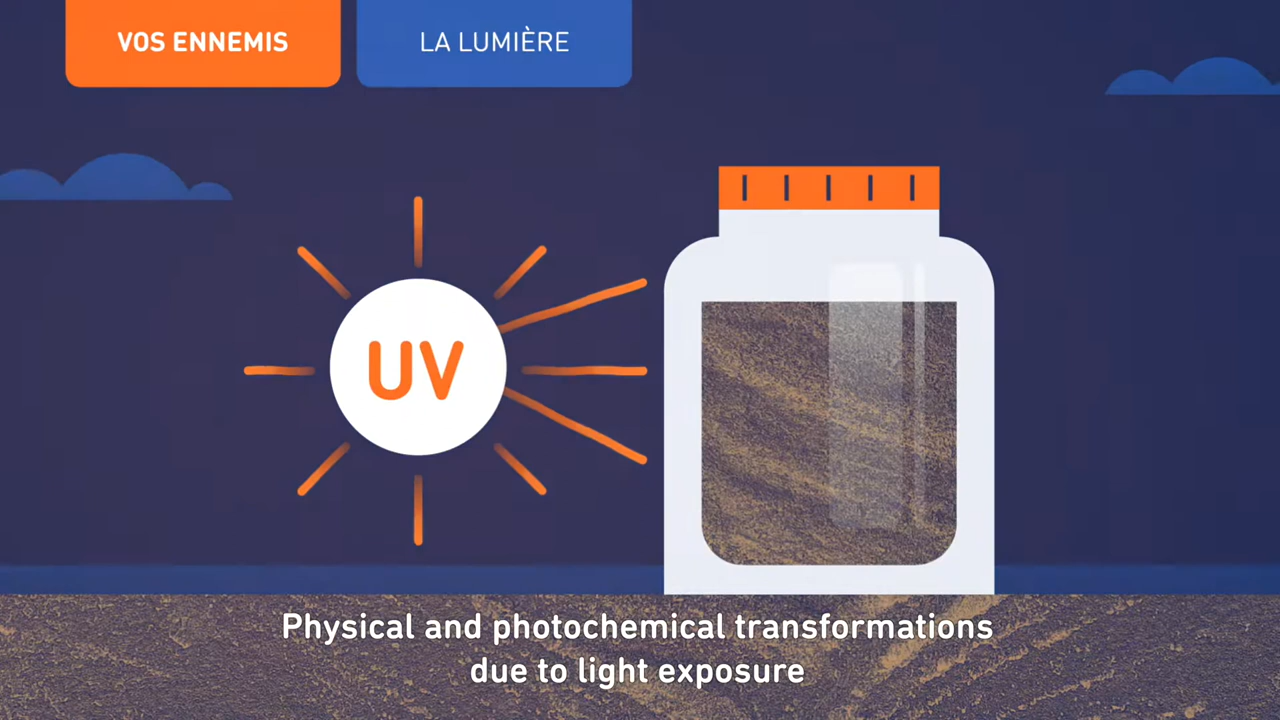 VOS ENNEMIS
LA LUMIÈRE
UV
Physical and photochemical transformations
due to light exposure